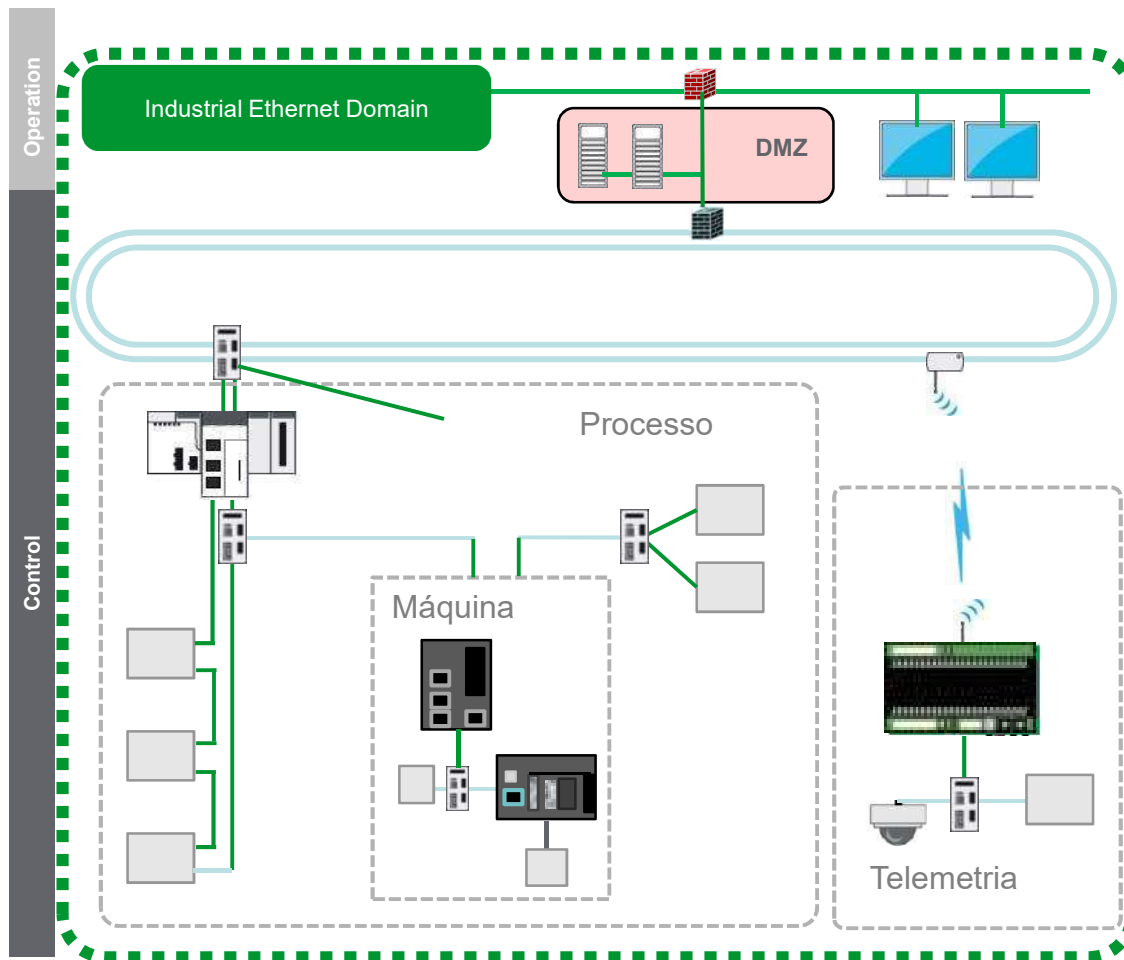 Operation
Industrial Ethernet Domain
DMZ
Control
Processo
Máquina
Telemetria